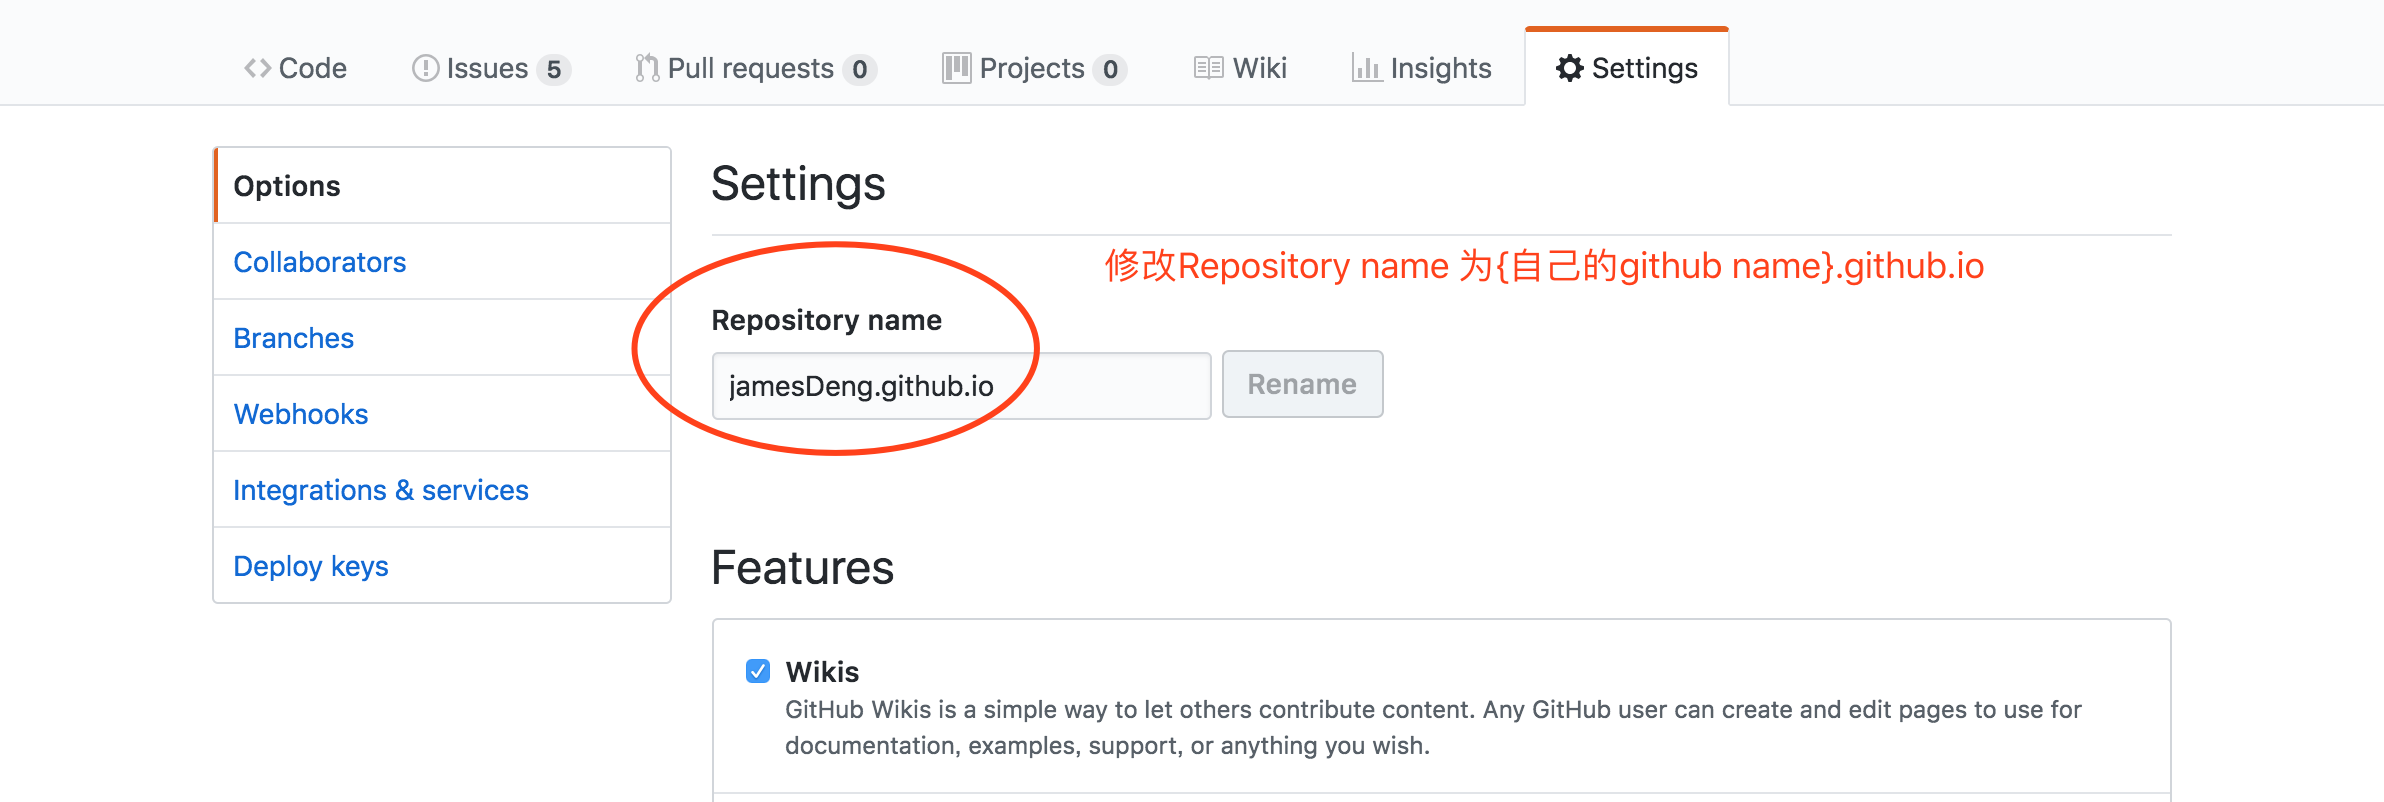 Code Issues 5 Pull requests 0 Projects 0 Wiki Insights Settings
Options
Collaborators
Branches
Webhooks
Integrations & services
Deploy keys
Settings
修改Repository name 为{自己的github name}.github.io
Repository name
jamesDeng.github.io Rename
Features
Wikis
GitHub Wikis is a simple way to let others contribute content. Any GitHub user can create and edit pages to use for
documentation, examples, support, or anything you wish.